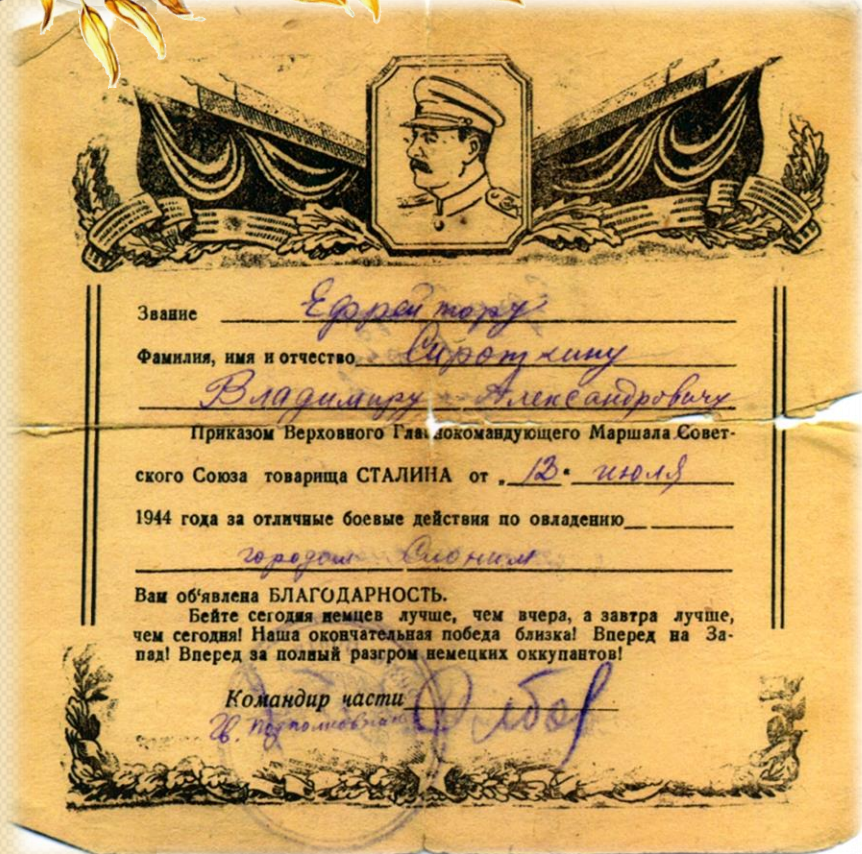 Звание Ефрейтору
Фамилия, имя и отчество Сироткину
Владимиру Александровичу
Приказом Верховного Главнокомандующего Маршала Совет-
ского Союза товарища СТАЛИНА от „13“ июля
1944 года за отличные боевые действия по овладению
городом Слоним
Вам об'явлена БЛАГОДАРНОСТЬ.
Бейте сегодня немцев лучше, чем вчера, а завтра лучше,
чем сегодня! Наша окончательная победа близка! Вперед на За-
пад! Вперед за полный разгром немецких оккупантов!
Командир части
Гв. Подполковник